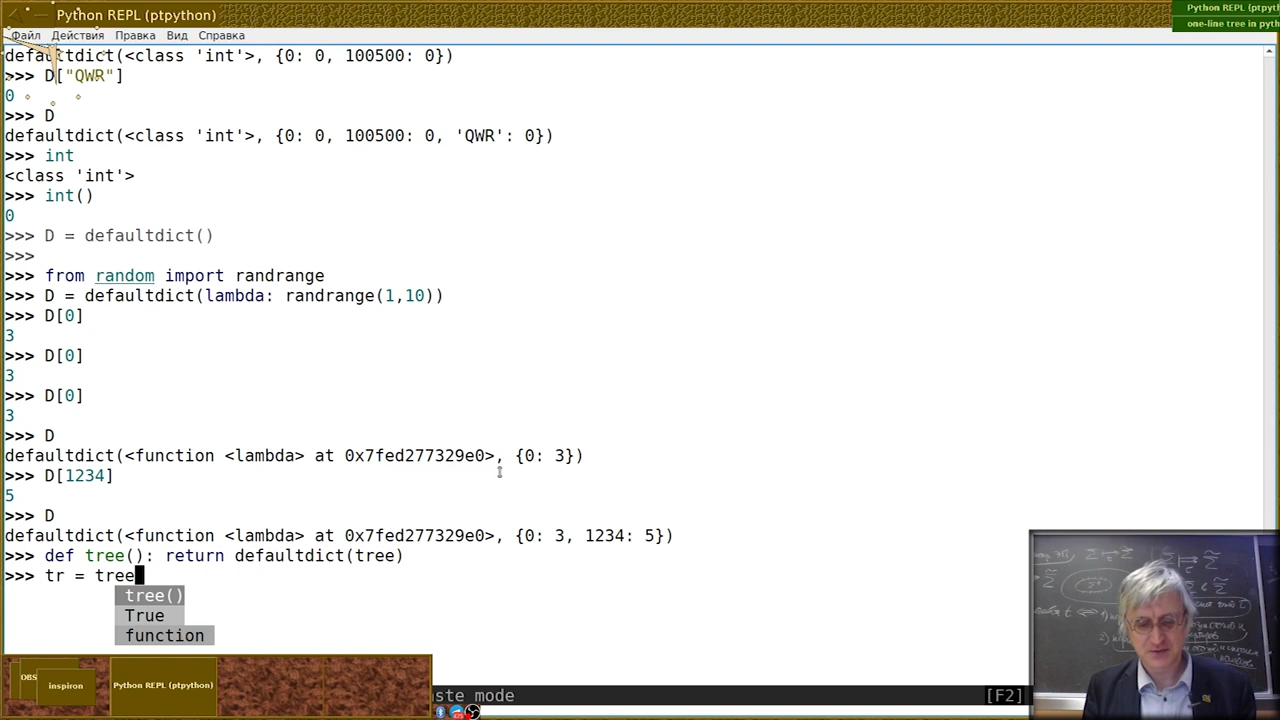 Python REPL (ptpython)
Python REPL (ptpyth
one-line tree in pyth
Файл Действия Правка Вид Справка
defaultdict(<class 'int'>, {0: 0, 100500: 0})
>>> D["QWR"]
0
>>> D
defaultdict(<class 'int'>, {0: 0, 100500: 0, 'QWR': 0})
>>> int
<class 'int'>
>>> int()
0
>>> D = defaultdict()
>>>
>>> from random import randrange
>>> D = defaultdict(lambda: randrange(1,10))
>>> D[0]
3
>>> D[0]
3
>>> D[0]
3
>>> D
defaultdict(<function <lambda> at 0x7fed277329e0>, {0: 3})
>>> D[1234]
5
>>> D
defaultdict(<function <lambda> at 0x7fed277329e0>, {0: 3, 1234: 5})
>>> def tree(): return defaultdict(tree)
>>> tr = tree
tree()
True
function
OBS
inspiron
Python REPL (ptpython)
ste mode
[F2]